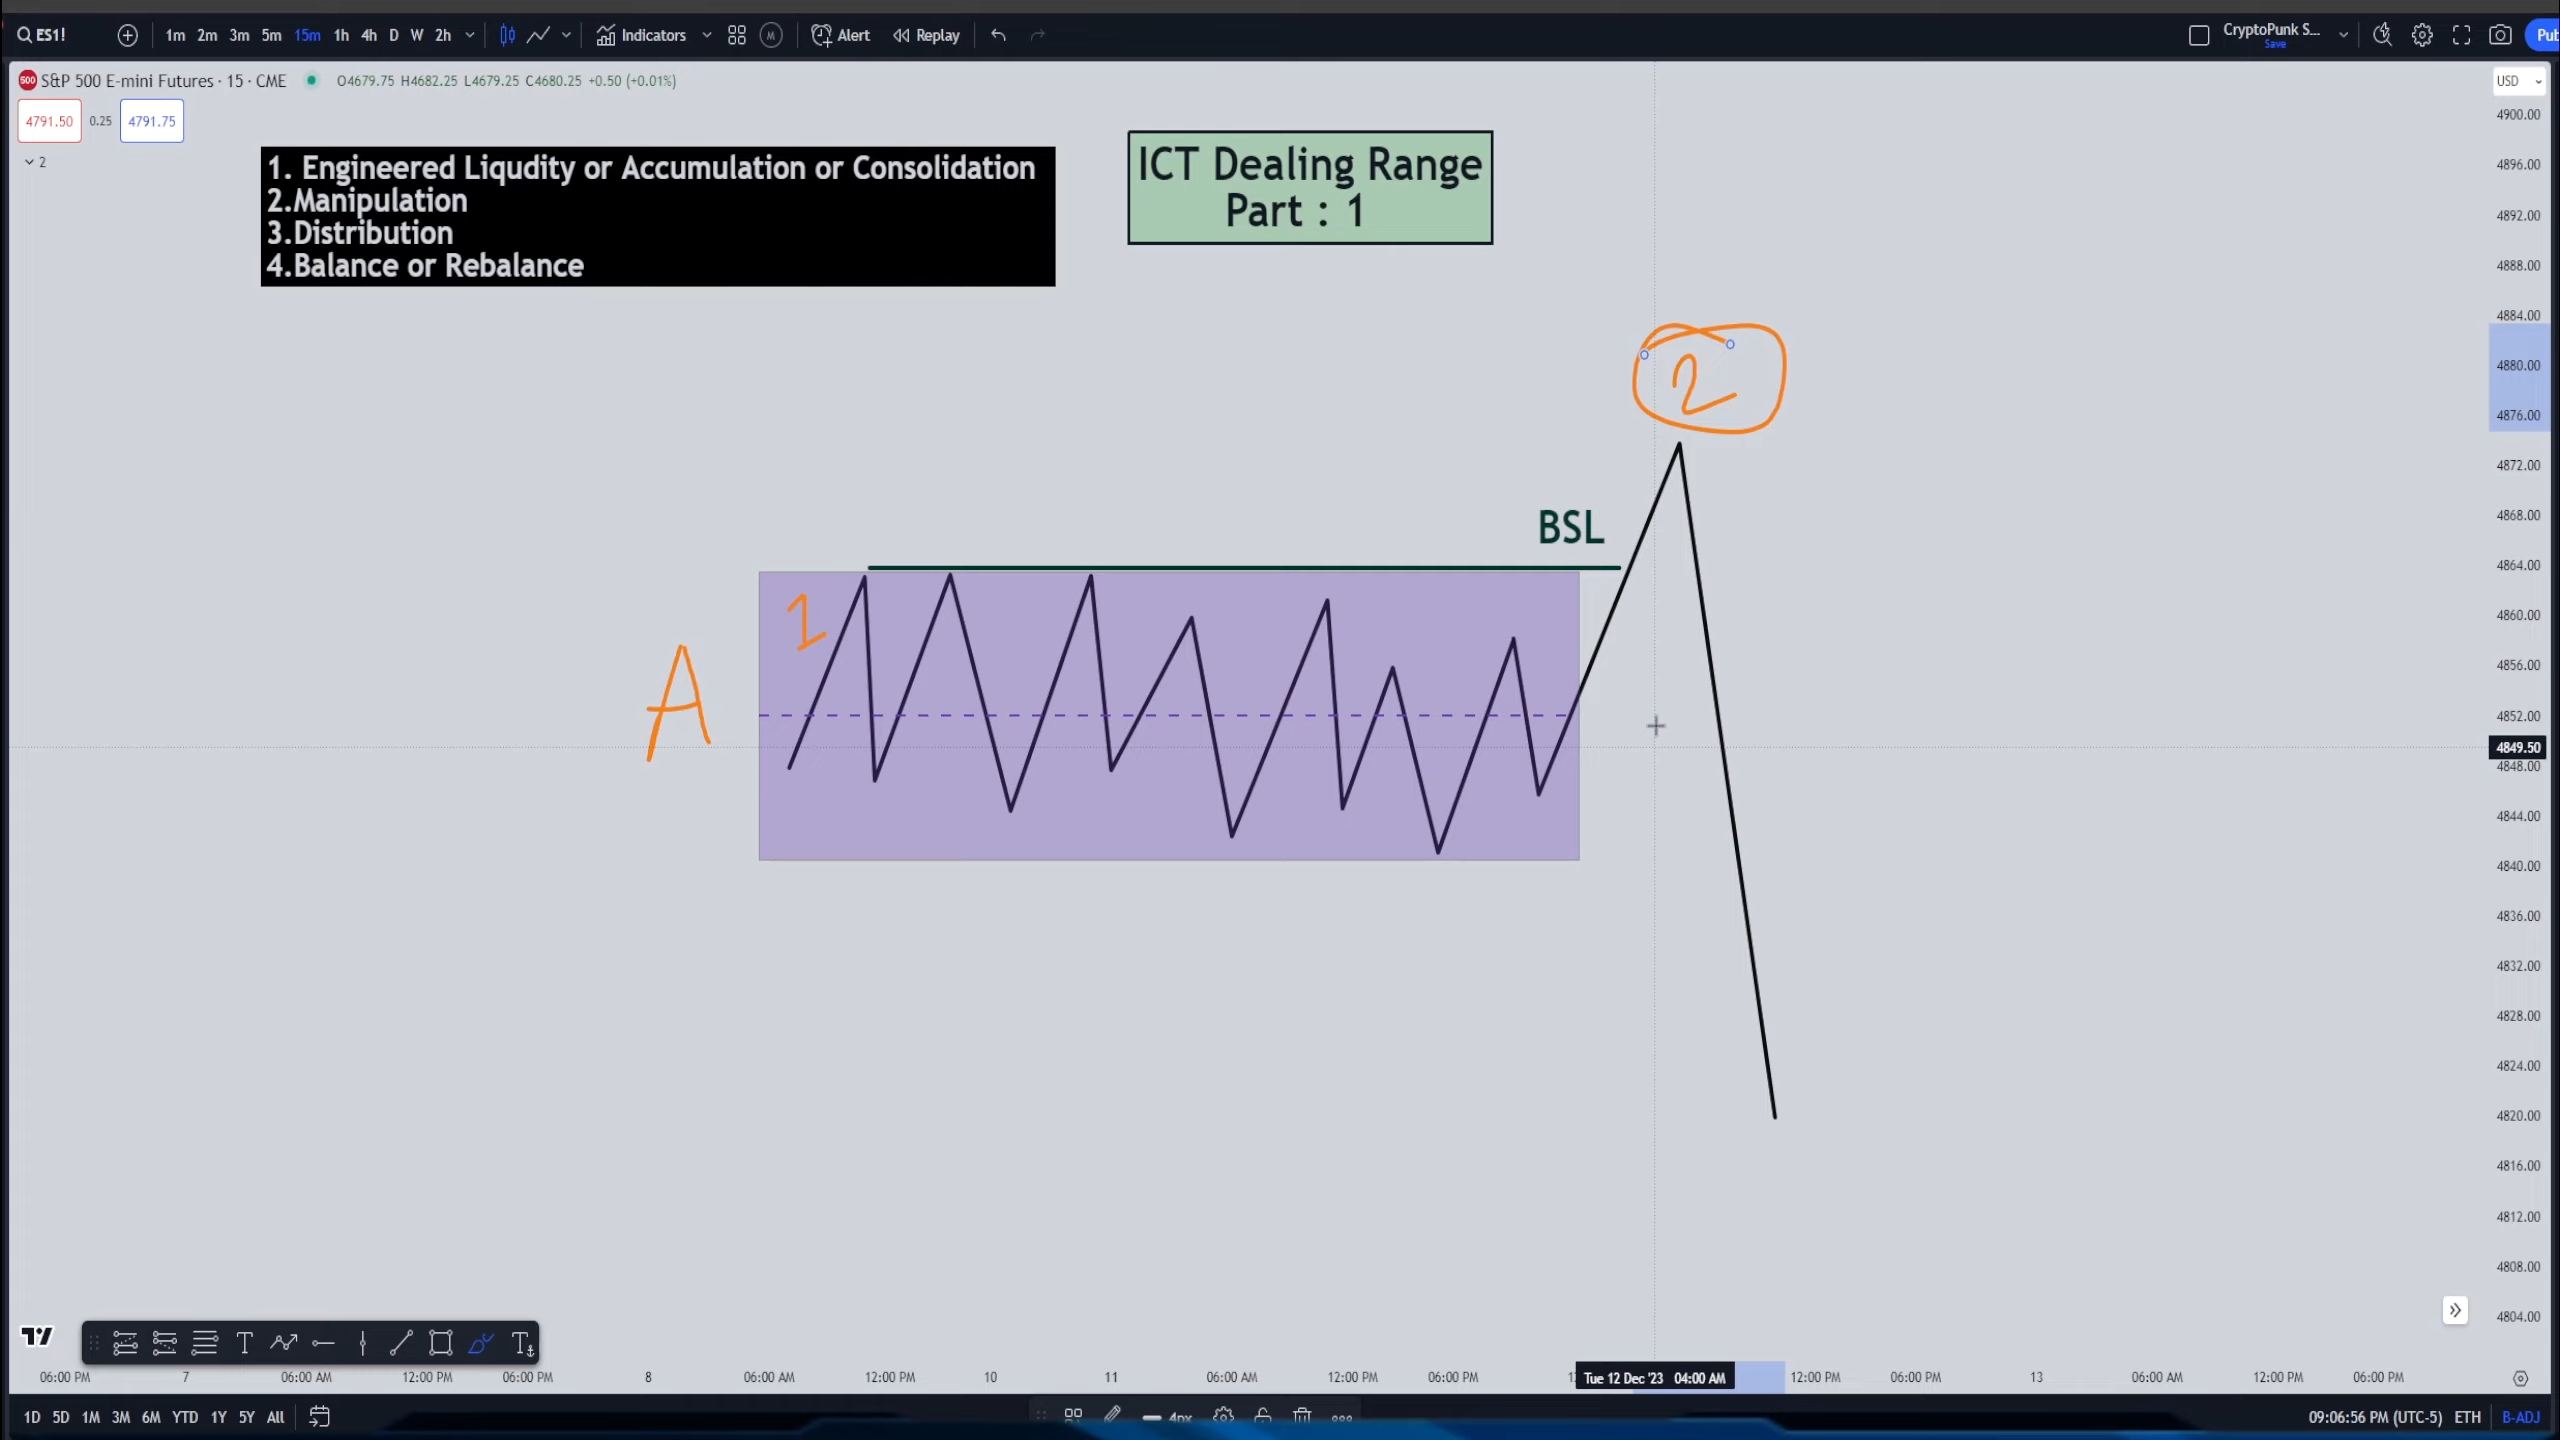 ES1! 1m 2m 3m 5m 15m 1h 4h D W 2h Indicators M Alert Replay CryptoPunk S... Save Pub
S&P 500 E-mini Futures · 15 · CME O4679.75 H4682.25 L4679.25 C4680.25 +0.50 (+0.01%) USD
500
4791.50 0.25 4791.75
2
1. Engineered Liqudity or Accumulation or Consolidation
2.Manipulation
3.Distribution
4.Balance or Rebalance
ICT Dealing Range
Part : 1
2
BSL
1
A
4900.00
4896.00
4892.00
4888.00
4884.00
4880.00
4876.00
4872.00
4868.00
4864.00
4860.00
4856.00
4852.00
4849.50
4848.00
4844.00
4840.00
4836.00
4832.00
4828.00
4824.00
4820.00
4816.00
4812.00
4808.00
4804.00
06:00 PM 7 06:00 AM 12:00 PM 06:00 PM 8 06:00 AM 12:00 PM 10 11 06:00 AM 12:00 PM 06:00 PM Tue 12 Dec '23 04:00 AM 12:00 PM 06:00 PM 13 06:00 AM 12:00 PM 06:00 PM
1D 5D 1M 3M 6M YTD 1Y 5Y All 4px 09:06:56 PM (UTC-5) ETH B-ADJ